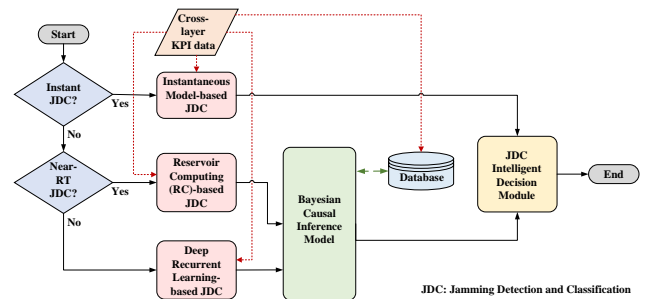 Start
Cross-
layer
KPI data
Instant
JDC?
Yes
Instantaneous
Model-based
JDC
No
Near-
RT
JDC?
Yes
Reservoir
Computing
(RC)-based
JDC
No
Deep
Recurrent
Learning-
based JDC
Bayesian
Causal
Inference
Model
Database
JDC
Intelligent
Decision
Module
End
JDC: Jamming Detection and Classification